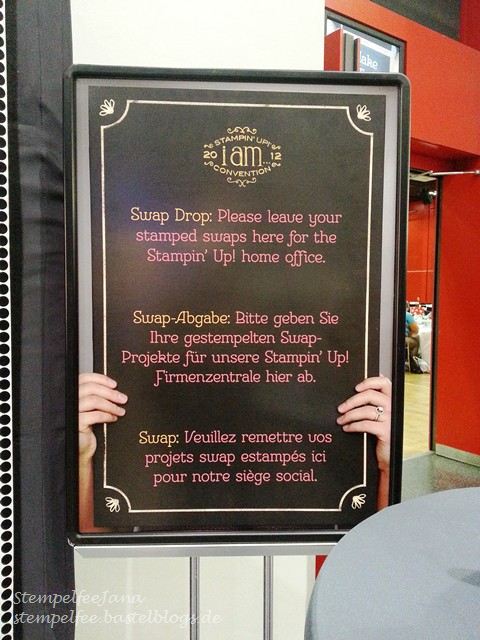 STAMPIN' UP!
2012
i am...
CONVENTION
Swap Drop: Please leave your
stamped swaps here for the
Stampin' Up! home office.
Swap-Abgabe: Bitte geben Sie
Ihre gestempelten Swap-
Projekte für unsere Stampin' Up!
Firmenzentrale hier ab.
Swap: Veuillez remettre vos
projets swap estampés ici
pour notre siège social.
StempelfeeJana
stempelfee.bastelblogs.de